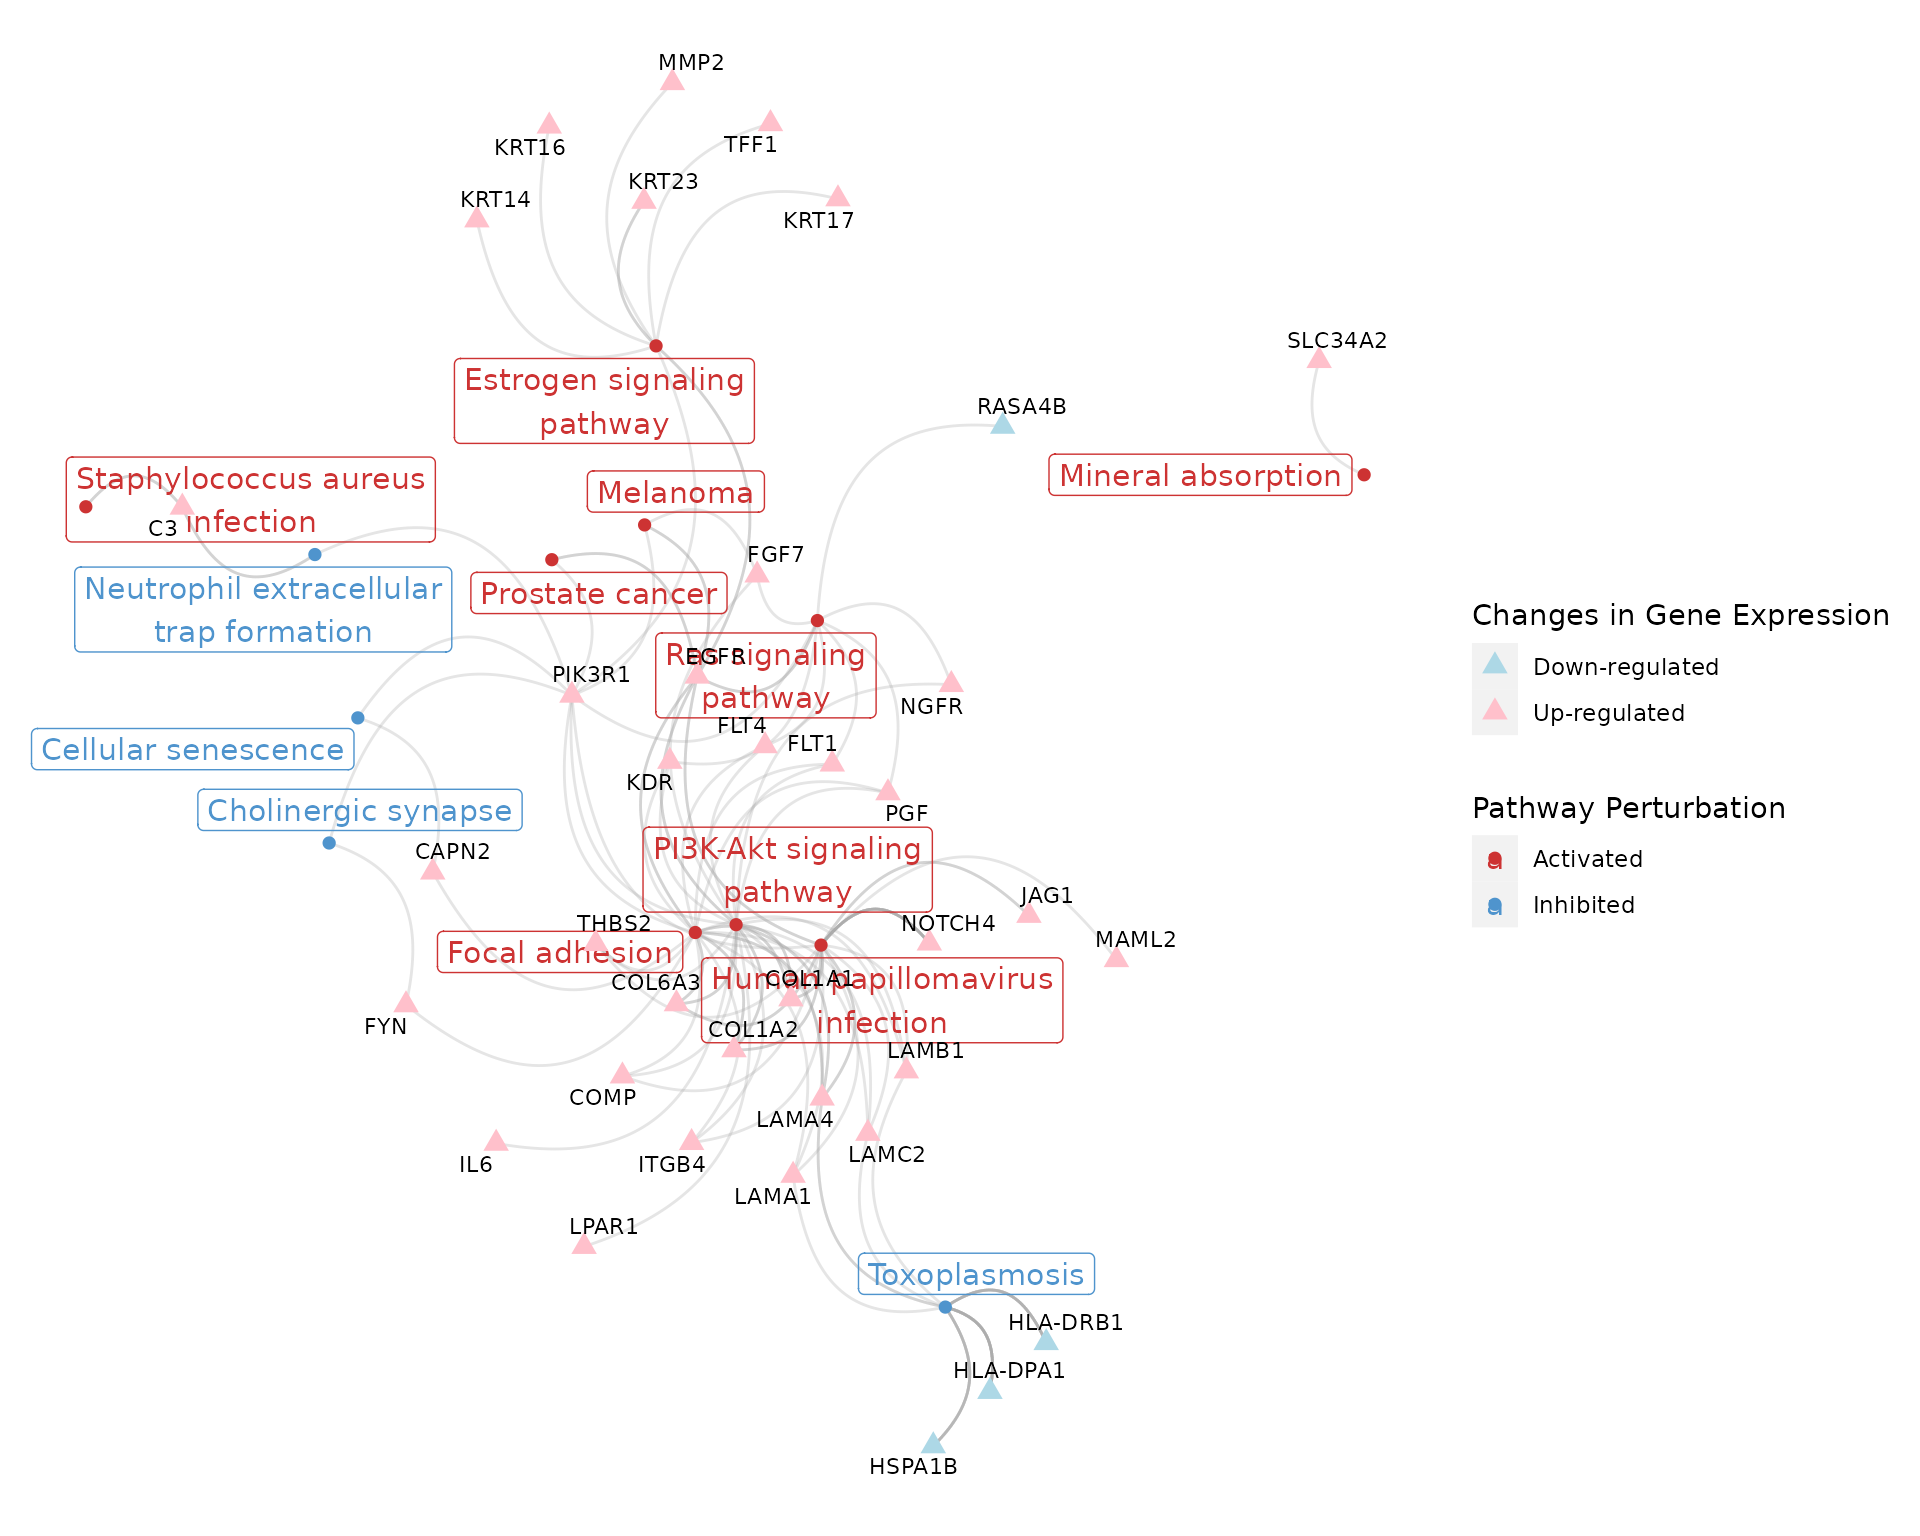 MMP2
KRT16
TFF1
KRT23
KRT14
KRT17
SLC34A2
Estrogen signaling
pathway
RASA4B
Staphylococcus aureus
infection
Melanoma
Mineral absorption
C3
FGF7
Neutrophil extracellular
trap formation
Prostate cancer
Changes in Gene Expression
Down-regulated
Up-regulated
Ras signaling
pathway
EGFR
PIK3R1
NGFR
FLT4
FLT1
Cellular senescence
KDR
Cholinergic synapse
PGF
Pathway Perturbation
a Activated
a Inhibited
CAPN2
PI3K-Akt signaling
pathway
JAG1
THBS2
NOTCH4
MAML2
Focal adhesion
COL6A3
COL1A1
Human papillomavirus
infection
FYN
COL1A2
LAMB1
COMP
LAMA4
LAMC2
IL6
ITGB4
LAMA1
LPAR1
Toxoplasmosis
HLA-DRB1
HLA-DPA1
HSPA1B